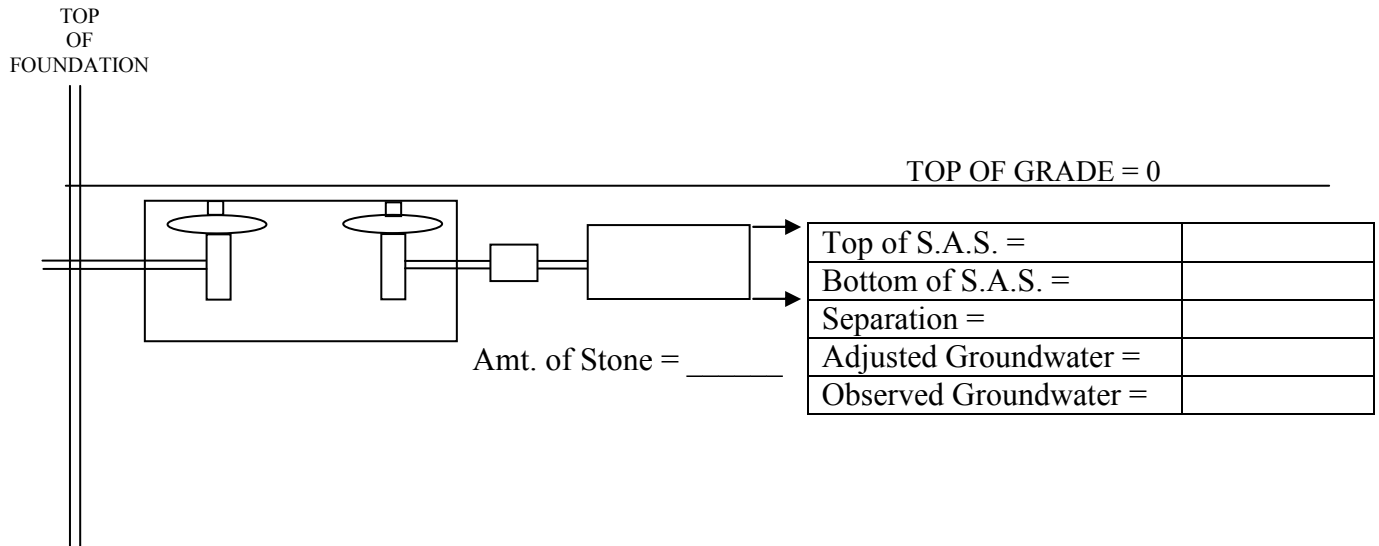 TOP
OF
FOUNDATION
TOP OF GRADE = 0
Top of S.A.S. =
Bottom of S.A.S. =
Separation =
Amt. of Stone = ______
Adjusted Groundwater =
Observed Groundwater =